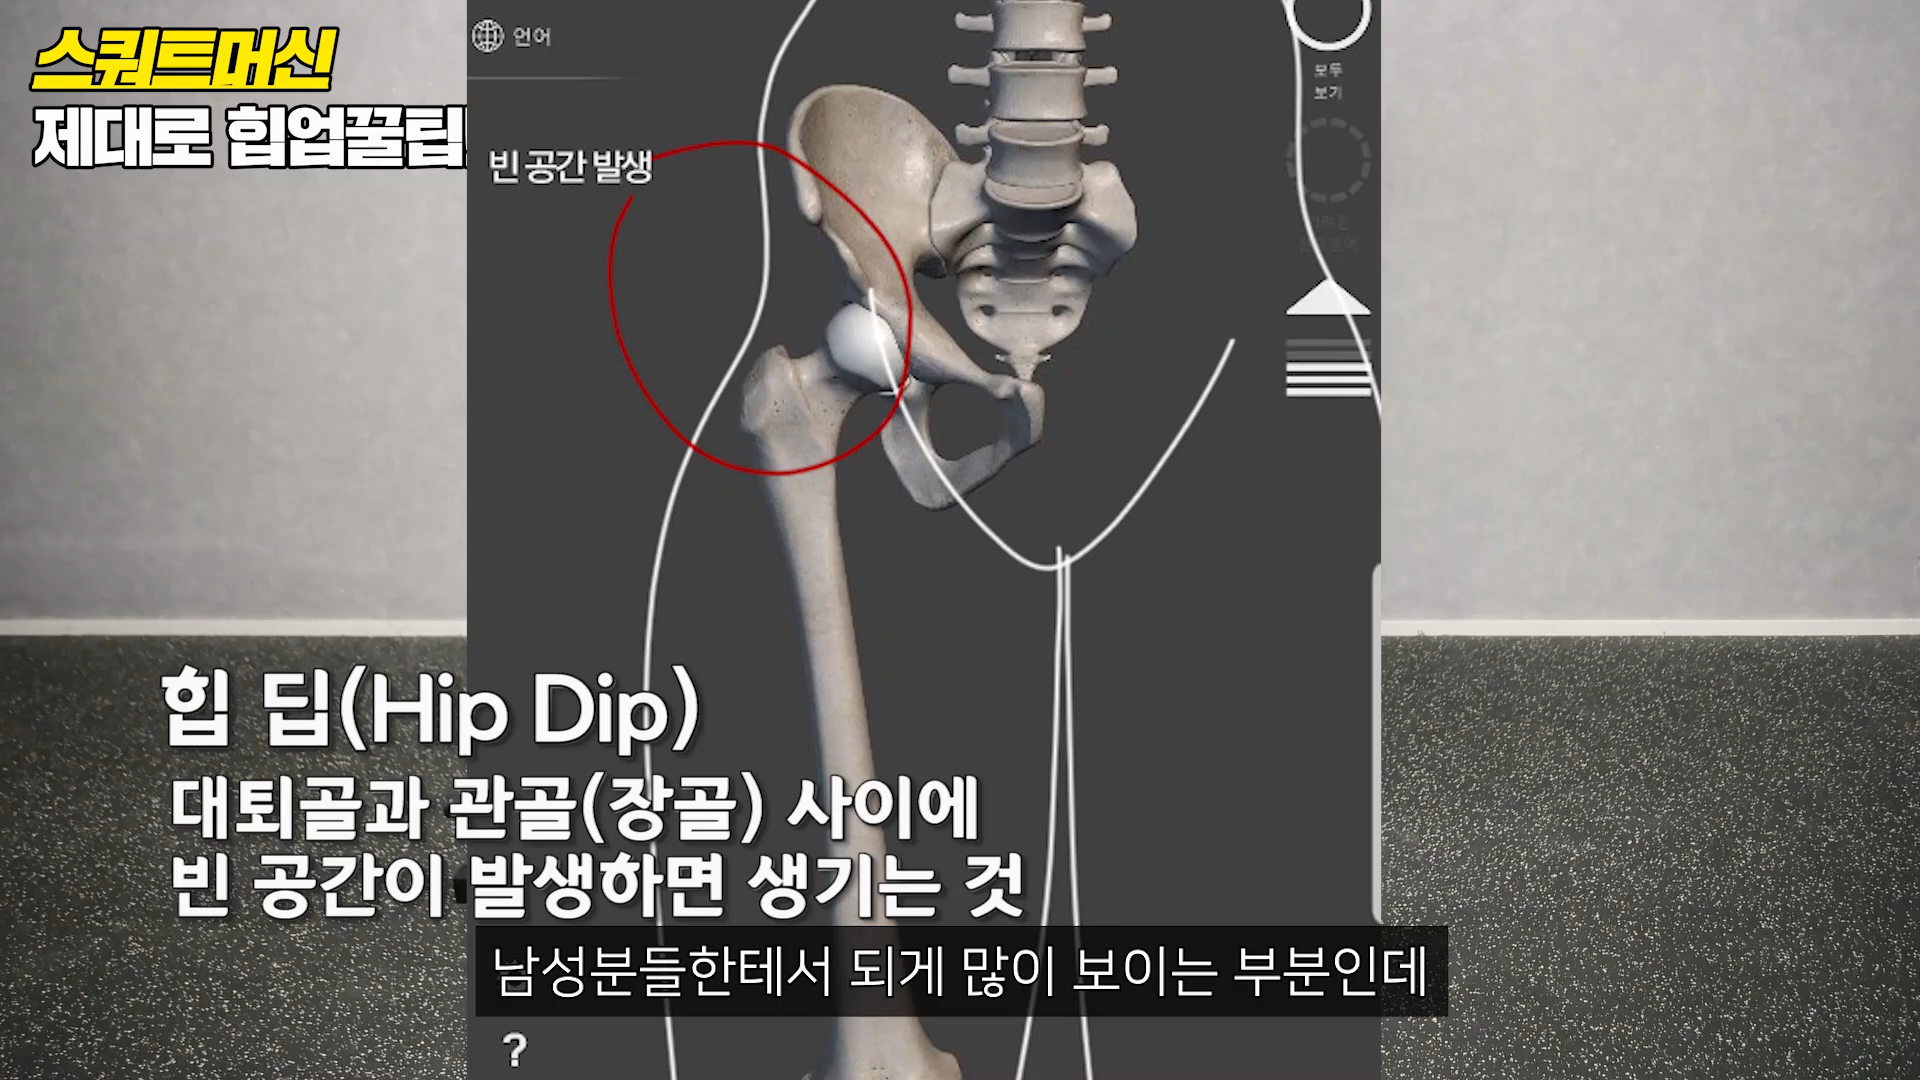 스쿼트머신
제대로 힙업꿀팁
언어
모두
보기
빈 공간 발생
힙 딥(Hip Dip)
대퇴골과 관골(장골) 사이에
빈 공간이 발생하면 생기는 것
남성분들한테서 되게 많이 보이는 부분인데
?